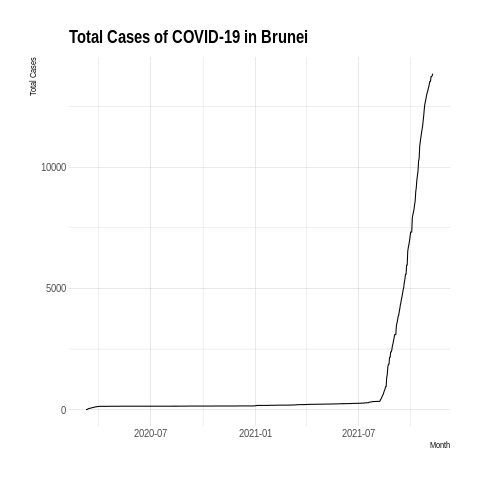 Total Cases of COVID-19 in Brunei
Total Cases
10000
5000
0
2020-07
2021-01
2021-07
Month